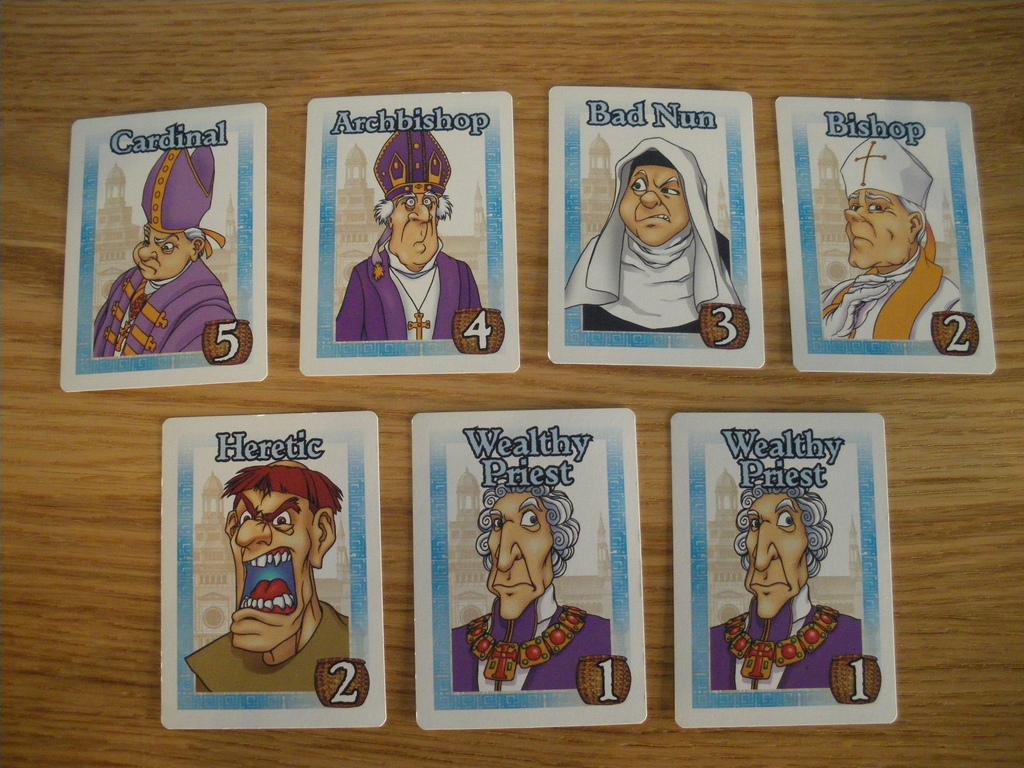 Cardinal
5
Archbishop
4
Bad Nun
3
Bishop
2
Heretic
2
Wealthy
Priest
1
Wealthy
Priest
1